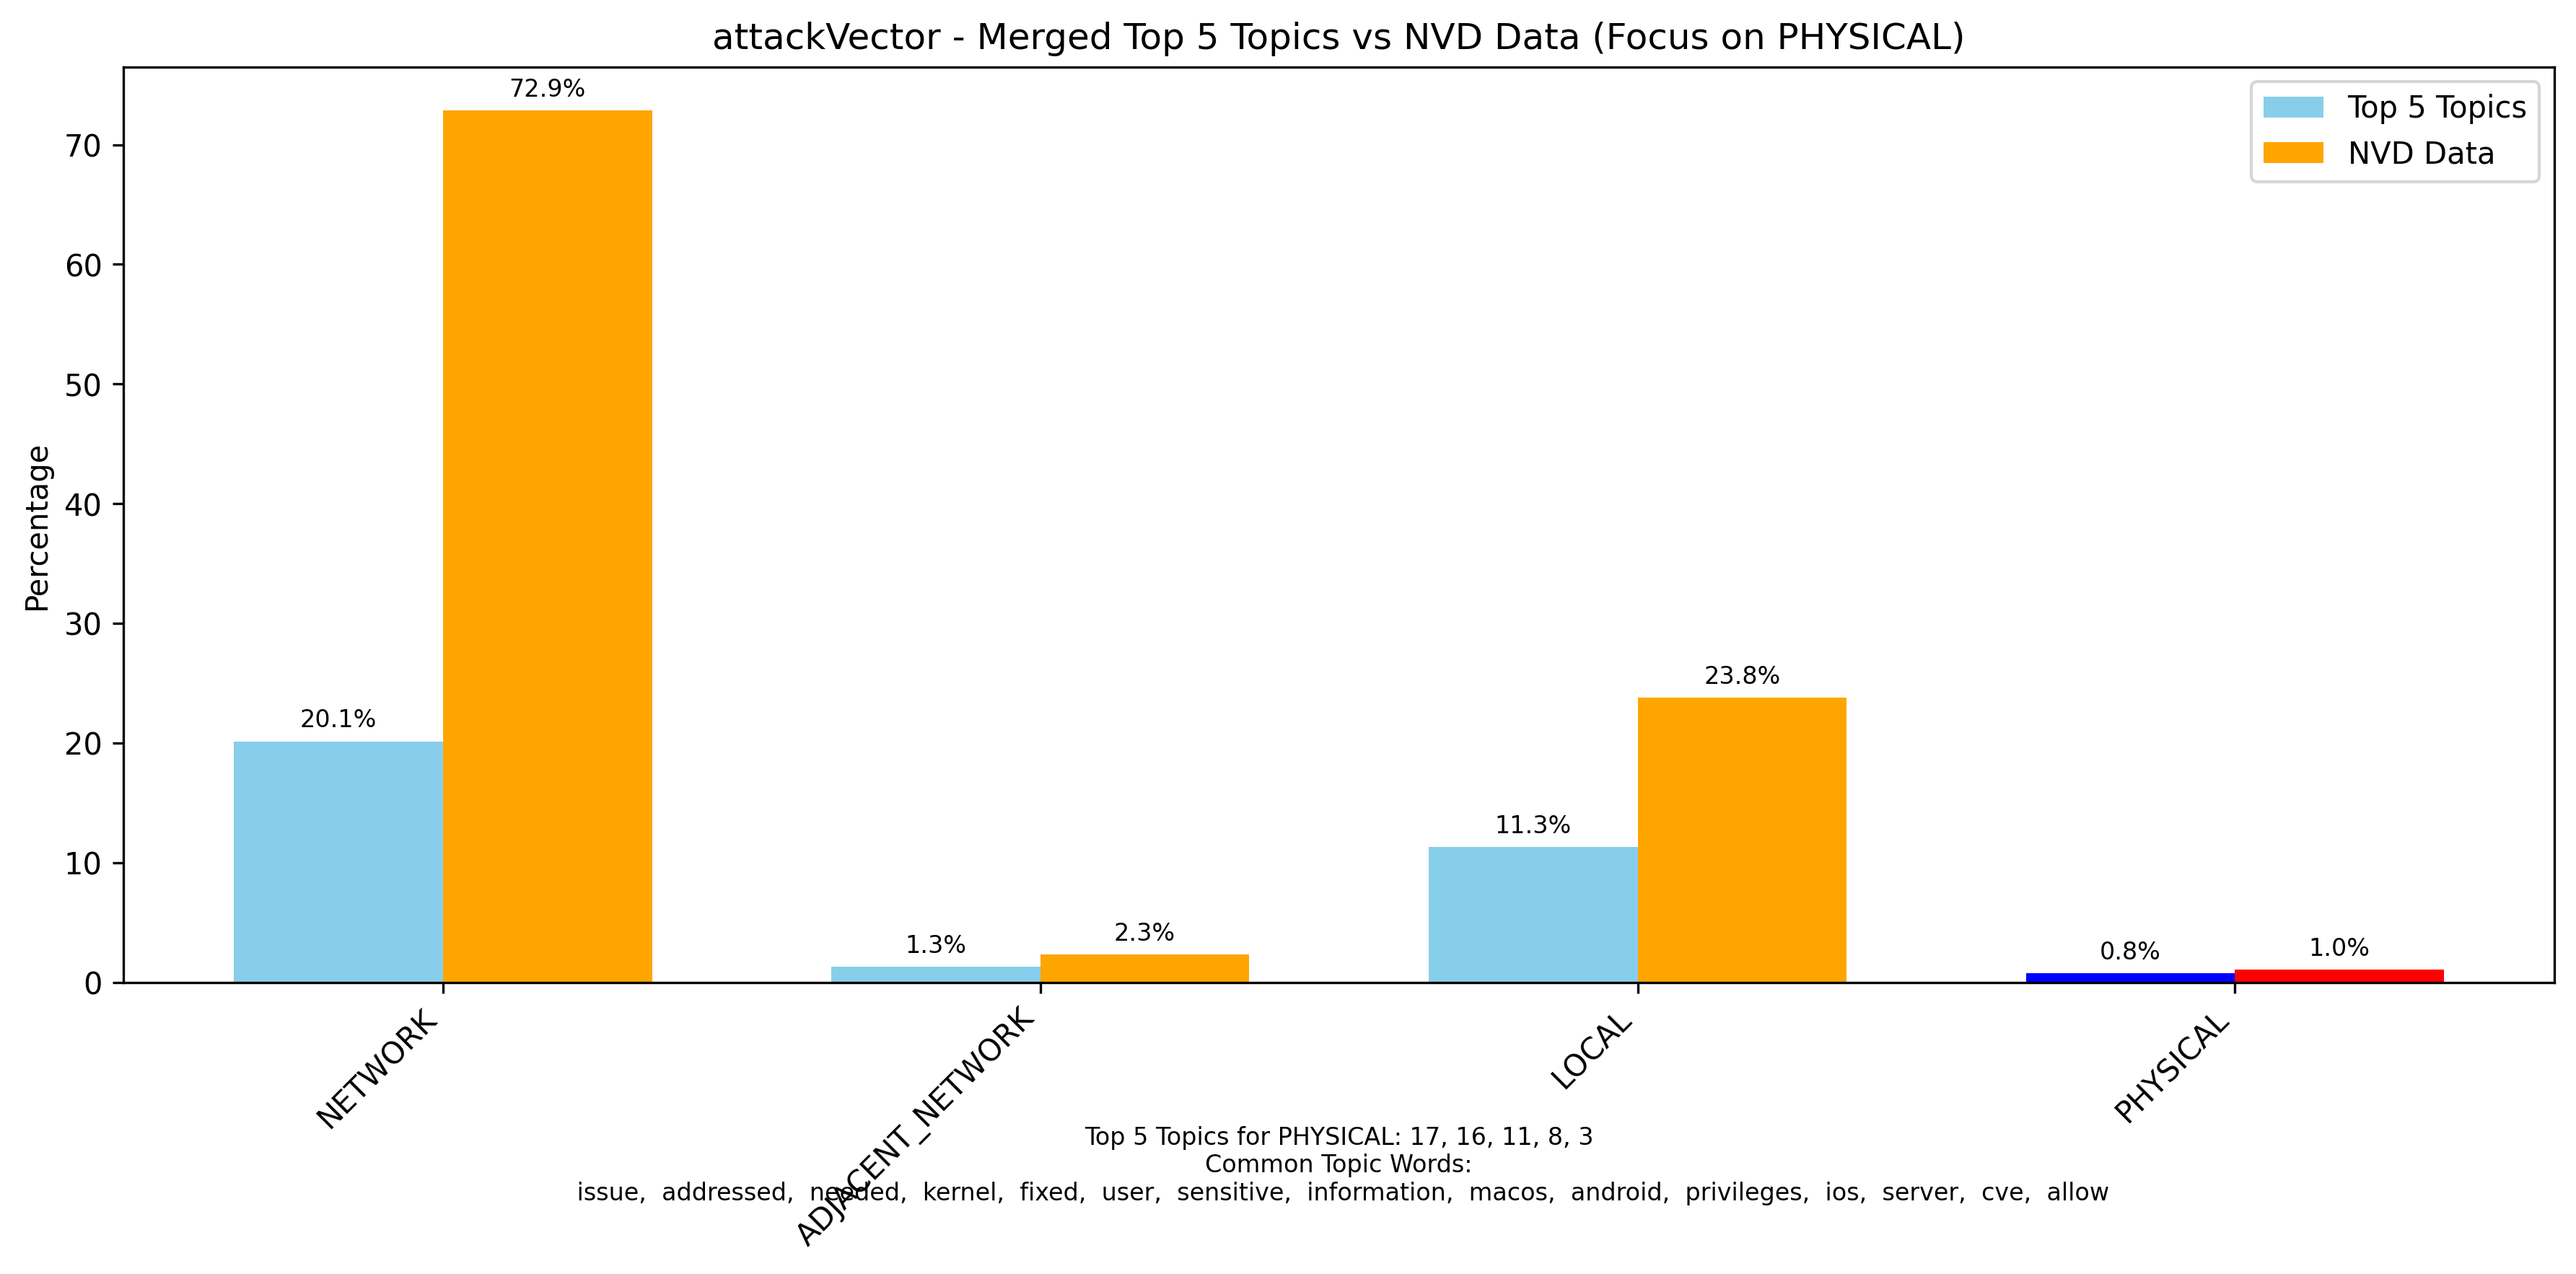 attackVector - Merged Top 5 Topics vs NVD Data (Focus on PHYSICAL)
Top 5 Topics
NVD Data
Percentage
70
60
50
40
30
20
10
0
20.1%
72.9%
1.3%
2.3%
11.3%
23.8%
0.8%
1.0%
NETWORK
ADJACENT_NETWORK
LOCAL
PHYSICAL
Top 5 Topics for PHYSICAL: 17, 16, 11, 8, 3
Common Topic Words:
issue, addressed, needed, kernel, fixed, user, sensitive, information, macos, android, privileges, ios, server, cve, allow